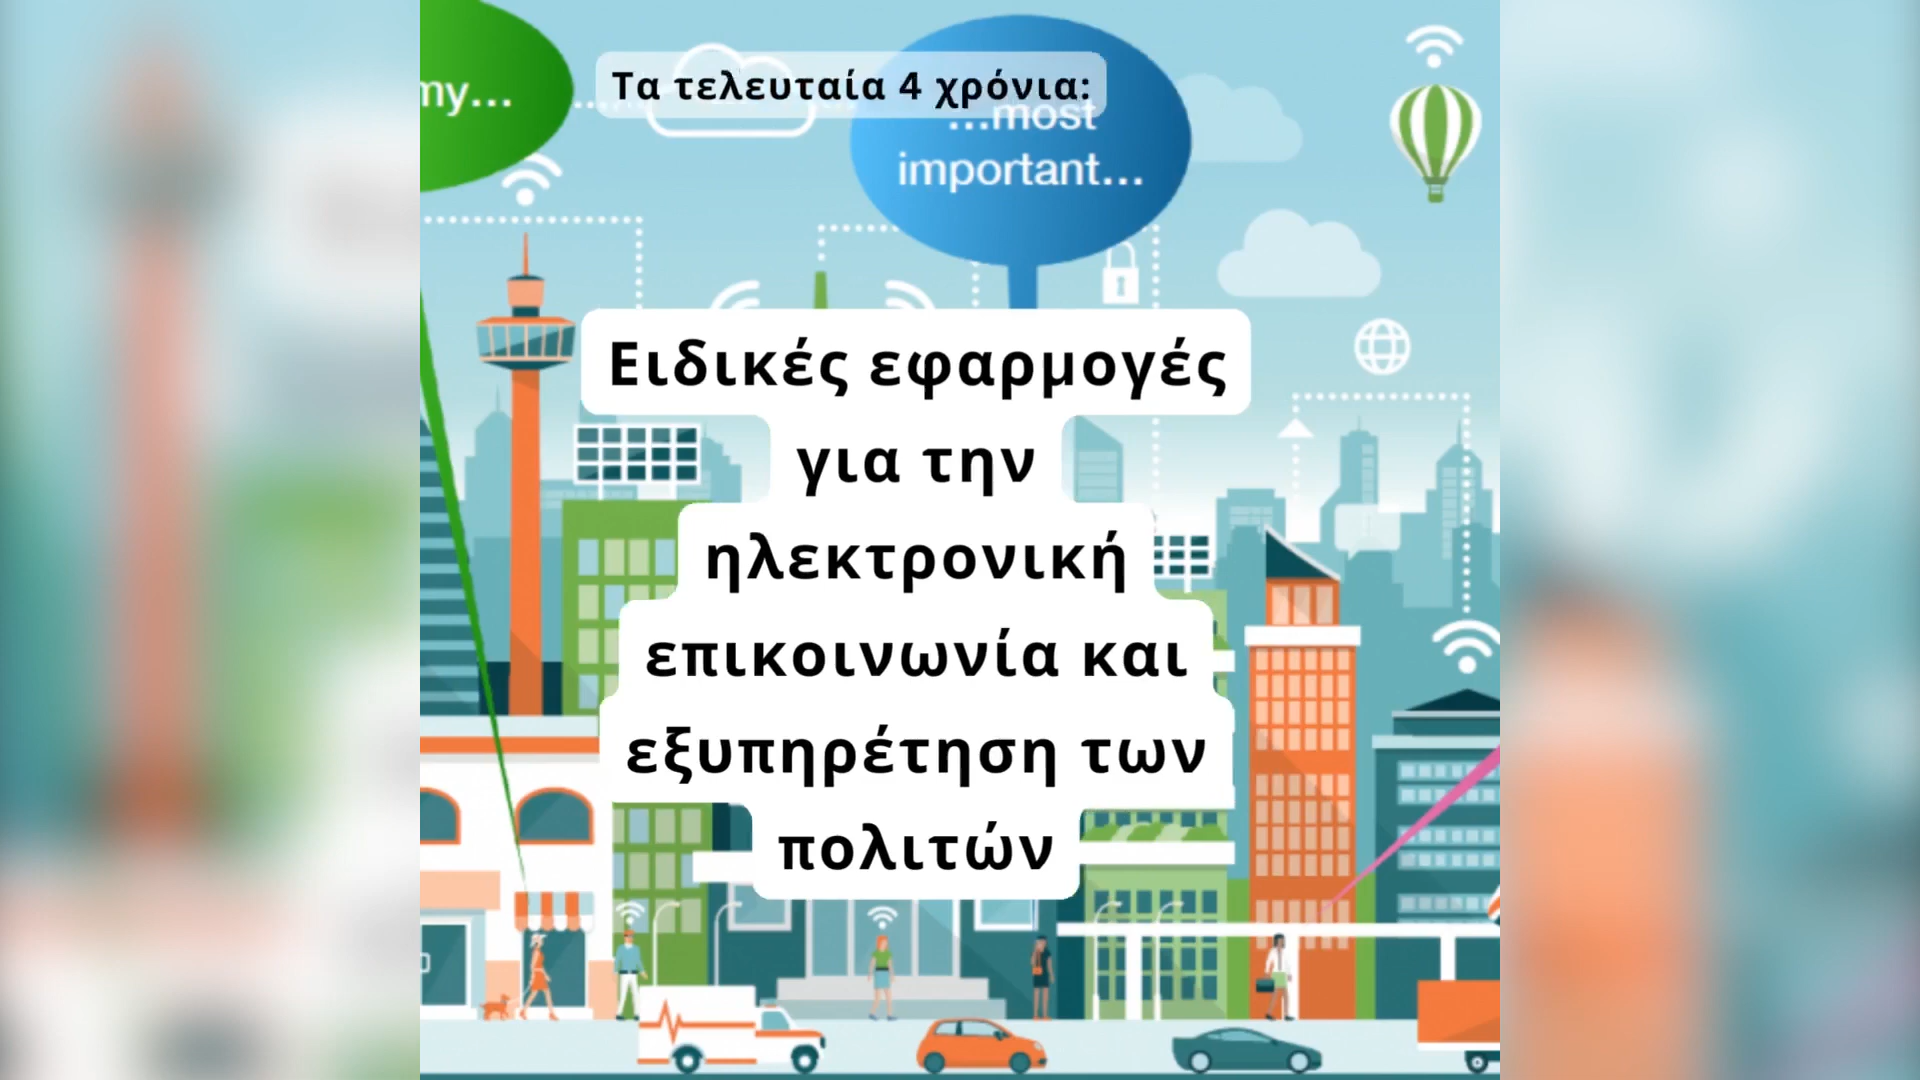 my...
Τα τελευταία 4 χρόνια:
...most
important...
Ειδικές εφαρμογές
για την
ηλεκτρονική
επικοινωνία και
εξυπηρέτηση των
πολιτών